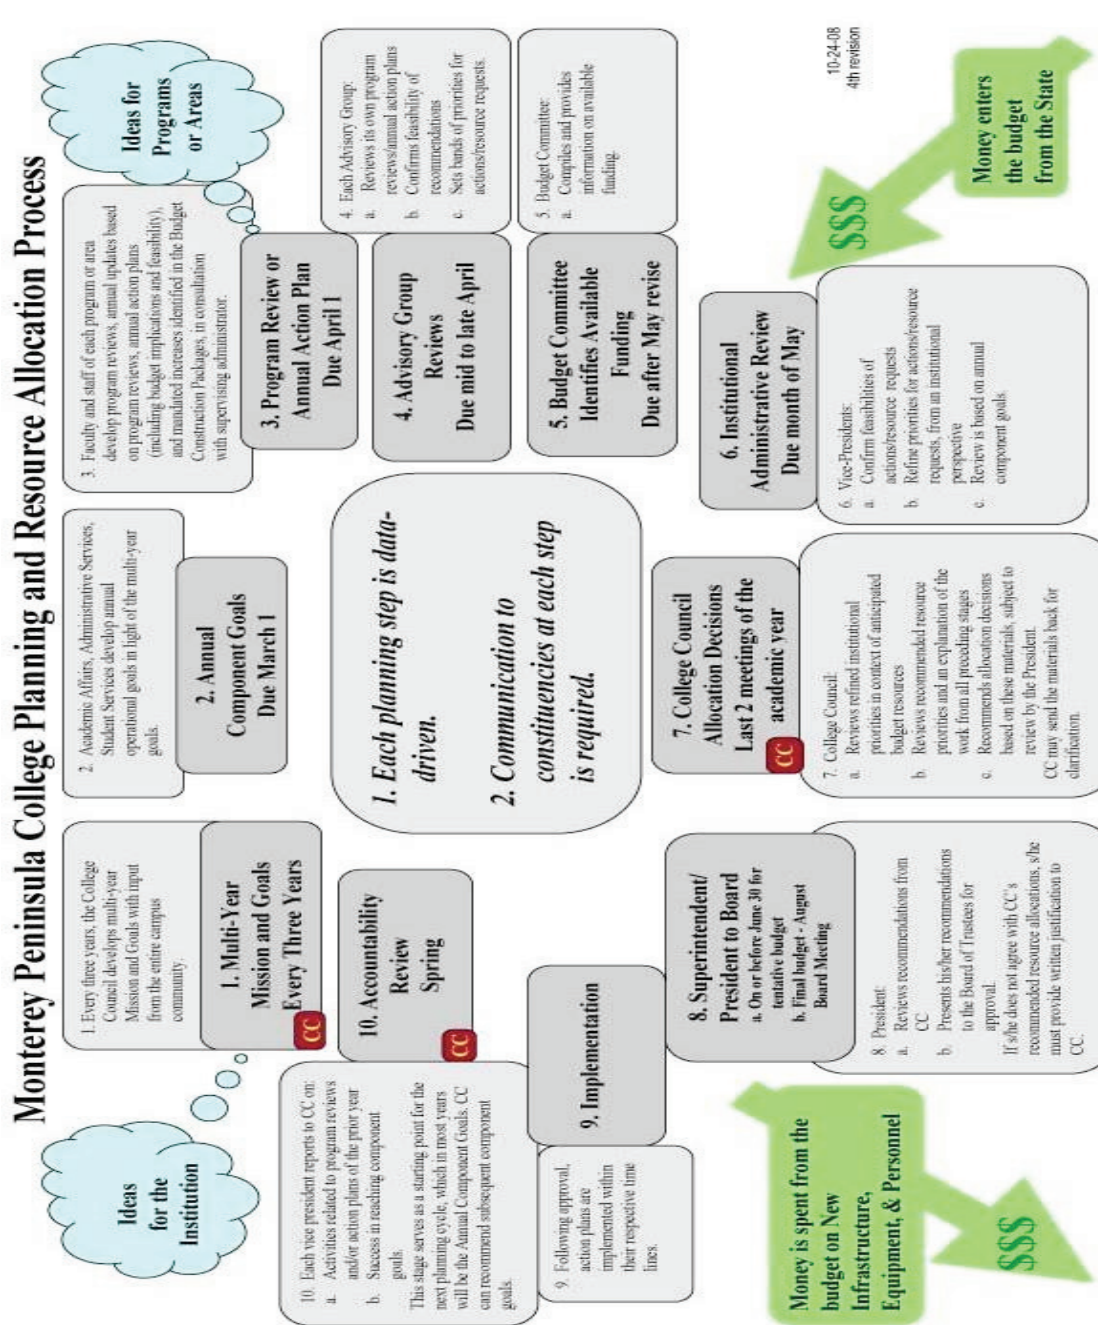 Monterey Peninsula College Planning and Resource Allocation Process
Ideas
for the
Institution
1. Every three years, the College
Council develops multi-year
Mission and Goals with input
from the entire campus
community.
1. Multi-Year
Mission and Goals
Every Three Years
CC
2. Academic Affairs, Administrative Services,
Student Services develop annual
operational goals in light of the multi-year
goals.
2. Annual
Component Goals
Due March 1
3. Faculty and staff of each program or area
develop program reviews, annual updates based
on program reviews, annual action plans
(including budget implications and feasibility),
and mandated increases identified in the Budget
Construction Packages, in consultation
with supervising administrator.
Ideas for
Programs
or Areas
3. Program Review or
Annual Action Plan
Due April 1
4. Advisory Group
Reviews
Due mid to late April
4. Each Advisory Group:
a. Reviews its own program
reviews/annual action plans
b. Confirms feasibility of
recommendations
c. Sets bands of priorities for
actions/resource requests.
5. Budget Committee
Identifies Available
Funding
Due after May revise
5. Budget Committee:
a. Compiles and provides
information on available
funding.
1. Each planning step is data-
driven.
2. Communication to
constituencies at each step
is required.
6. Institutional
Administrative Review
Due month of May
6. Vice-Presidents:
a. Confirm feasibilities of
actions/resource requests
b. Refine priorities for actions/resource
requests, from an institutional
perspective
c. Review is based on annual
component goals.
$$$
Money enters
the budget
from the State
10-24-08
4th revision
7. College Council
Allocation Decisions
Last 2 meetings of the
academic year
CC
7. College Council:
a. Reviews refined institutional
priorities in context of anticipated
budget resources
b. Reviews recommended resource
priorities and an explanation of the
work from all preceding stages
c. Recommends allocation decisions
based on these materials, subject to
review by the President.
CC may send the materials back for
clarification.
8. Superintendent/
President to Board
a. On or before June 30 for
tentative budget
b. Final budget - August
Board Meeting
8. President:
a. Reviews recommendations from
CC
b. Presents his/her recommendations
to the Board of Trustees for
approval.
If s/he does not agree with CC's
recommended resource allocations, s/he
must provide written justification to
CC.
9. Implementation
9. Following approval,
action plans are
implemented within
their respective time
lines.
10. Accountability
Review
Spring
CC
10. Each vice president reports to CC on:
a. Activities related to program reviews
and/or action plans of the prior year
b. Success in reaching component
goals.
This stage serves as a starting point for the
next planning cycle, which in most years
will be the Annual Component Goals. CC
can recommend subsequent component
goals.
Money is spent from the
budget on New
Infrastructure,
Equipment, & Personnel
$$$